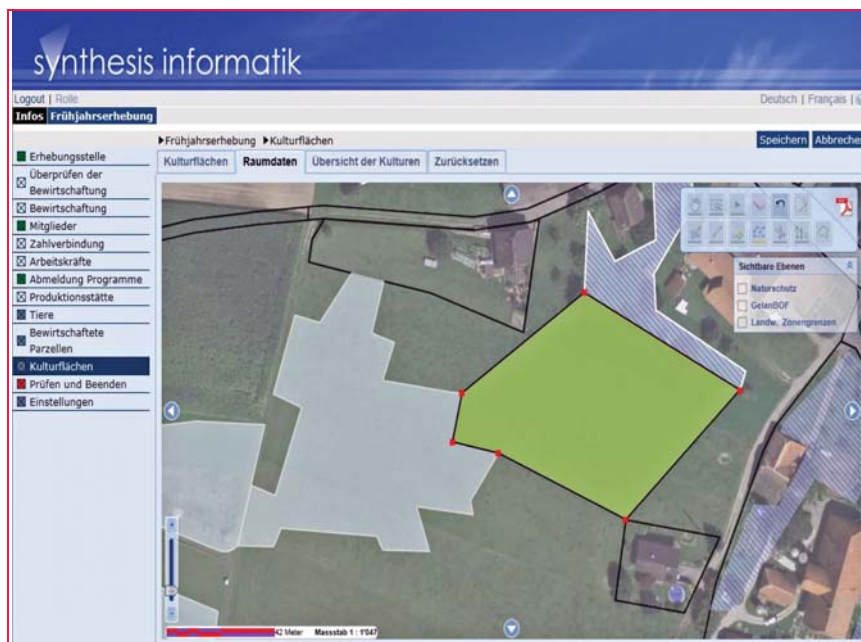 synthesis informatik
Logout | Rolle
Deutsch | Français |
Infos Frühjahrserhebung
Frühjahrserhebung Kulturflächen
Speichern Abbrechen
Kulturflächen Raumdaten Übersicht der Kulturen Zurücksetzen
Erhebungsstelle
Überprüfen der
Bewirtschaftung
Bewirtschaftung
Mitglieder
Zahlverbindung
Arbeitskräfte
Abmeldung Programme
Produktionsstätte
Tiere
Bewirtschaftete
Parzellen
Kulturflächen
Prüfen und Beenden
Einstellungen
Sichtbare Ebenen
Naturschutz
GelanBOF
Landw. Zonengrenzen
42 Meter Massstab 1 : 1'047